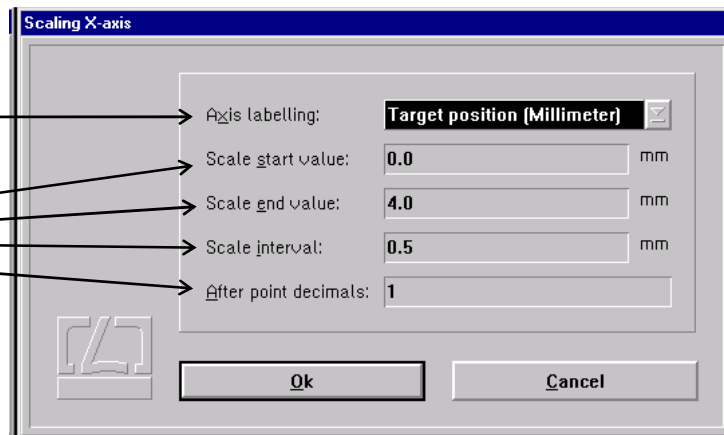 Scaling X-axis
Axis labelling: Target position (Millimeter)
Scale start value: 0.0 mm
Scale end value: 4.0 mm
Scale interval: 0.5 mm
After point decimals: 1
Ok Cancel